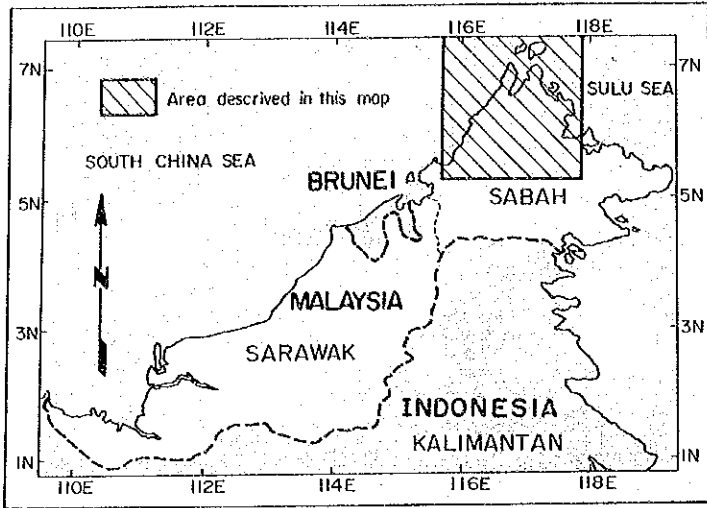 110E 112E 114E 116E 118E
7N 7N
SULU SEA
Area descrived in this map
SOUTH CHINA SEA
BRUNEI
5N SABAH 5N
N
MALAYSIA
3N 3N
SARAWAK
INDONESIA
KALIMANTAN
1N 1N
110E 112E 114E 116E 118E